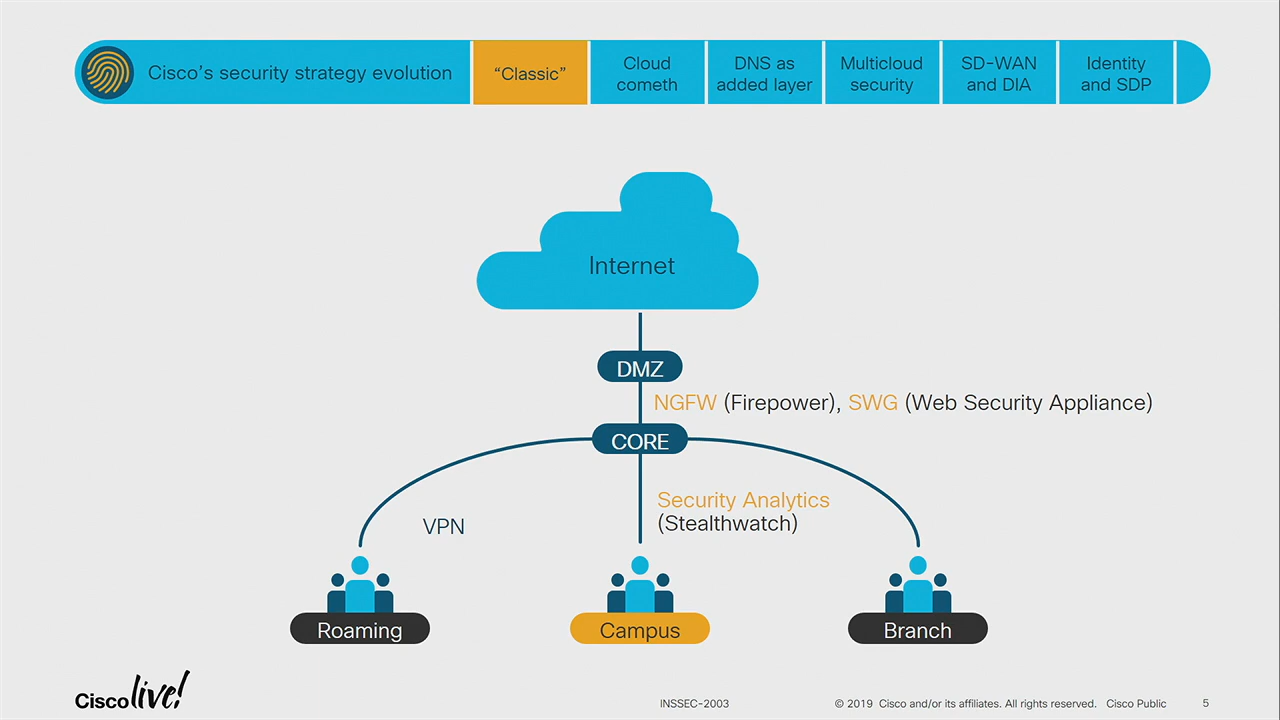 Cisco's security strategy evolution
“Classic”
Cloud
cometh
DNS as
added layer
Multicloud
security
SD-WAN
and DIA
Identity
and SDP
Internet
DMZ
NGFW (Firepower), SWG (Web Security Appliance)
CORE
Security Analytics
(Stealthwatch)
VPN
Roaming
Campus
Branch
Cisco live!
INSSEC-2003
© 2019 Cisco and/or its affiliates. All rights reserved. Cisco Public
5